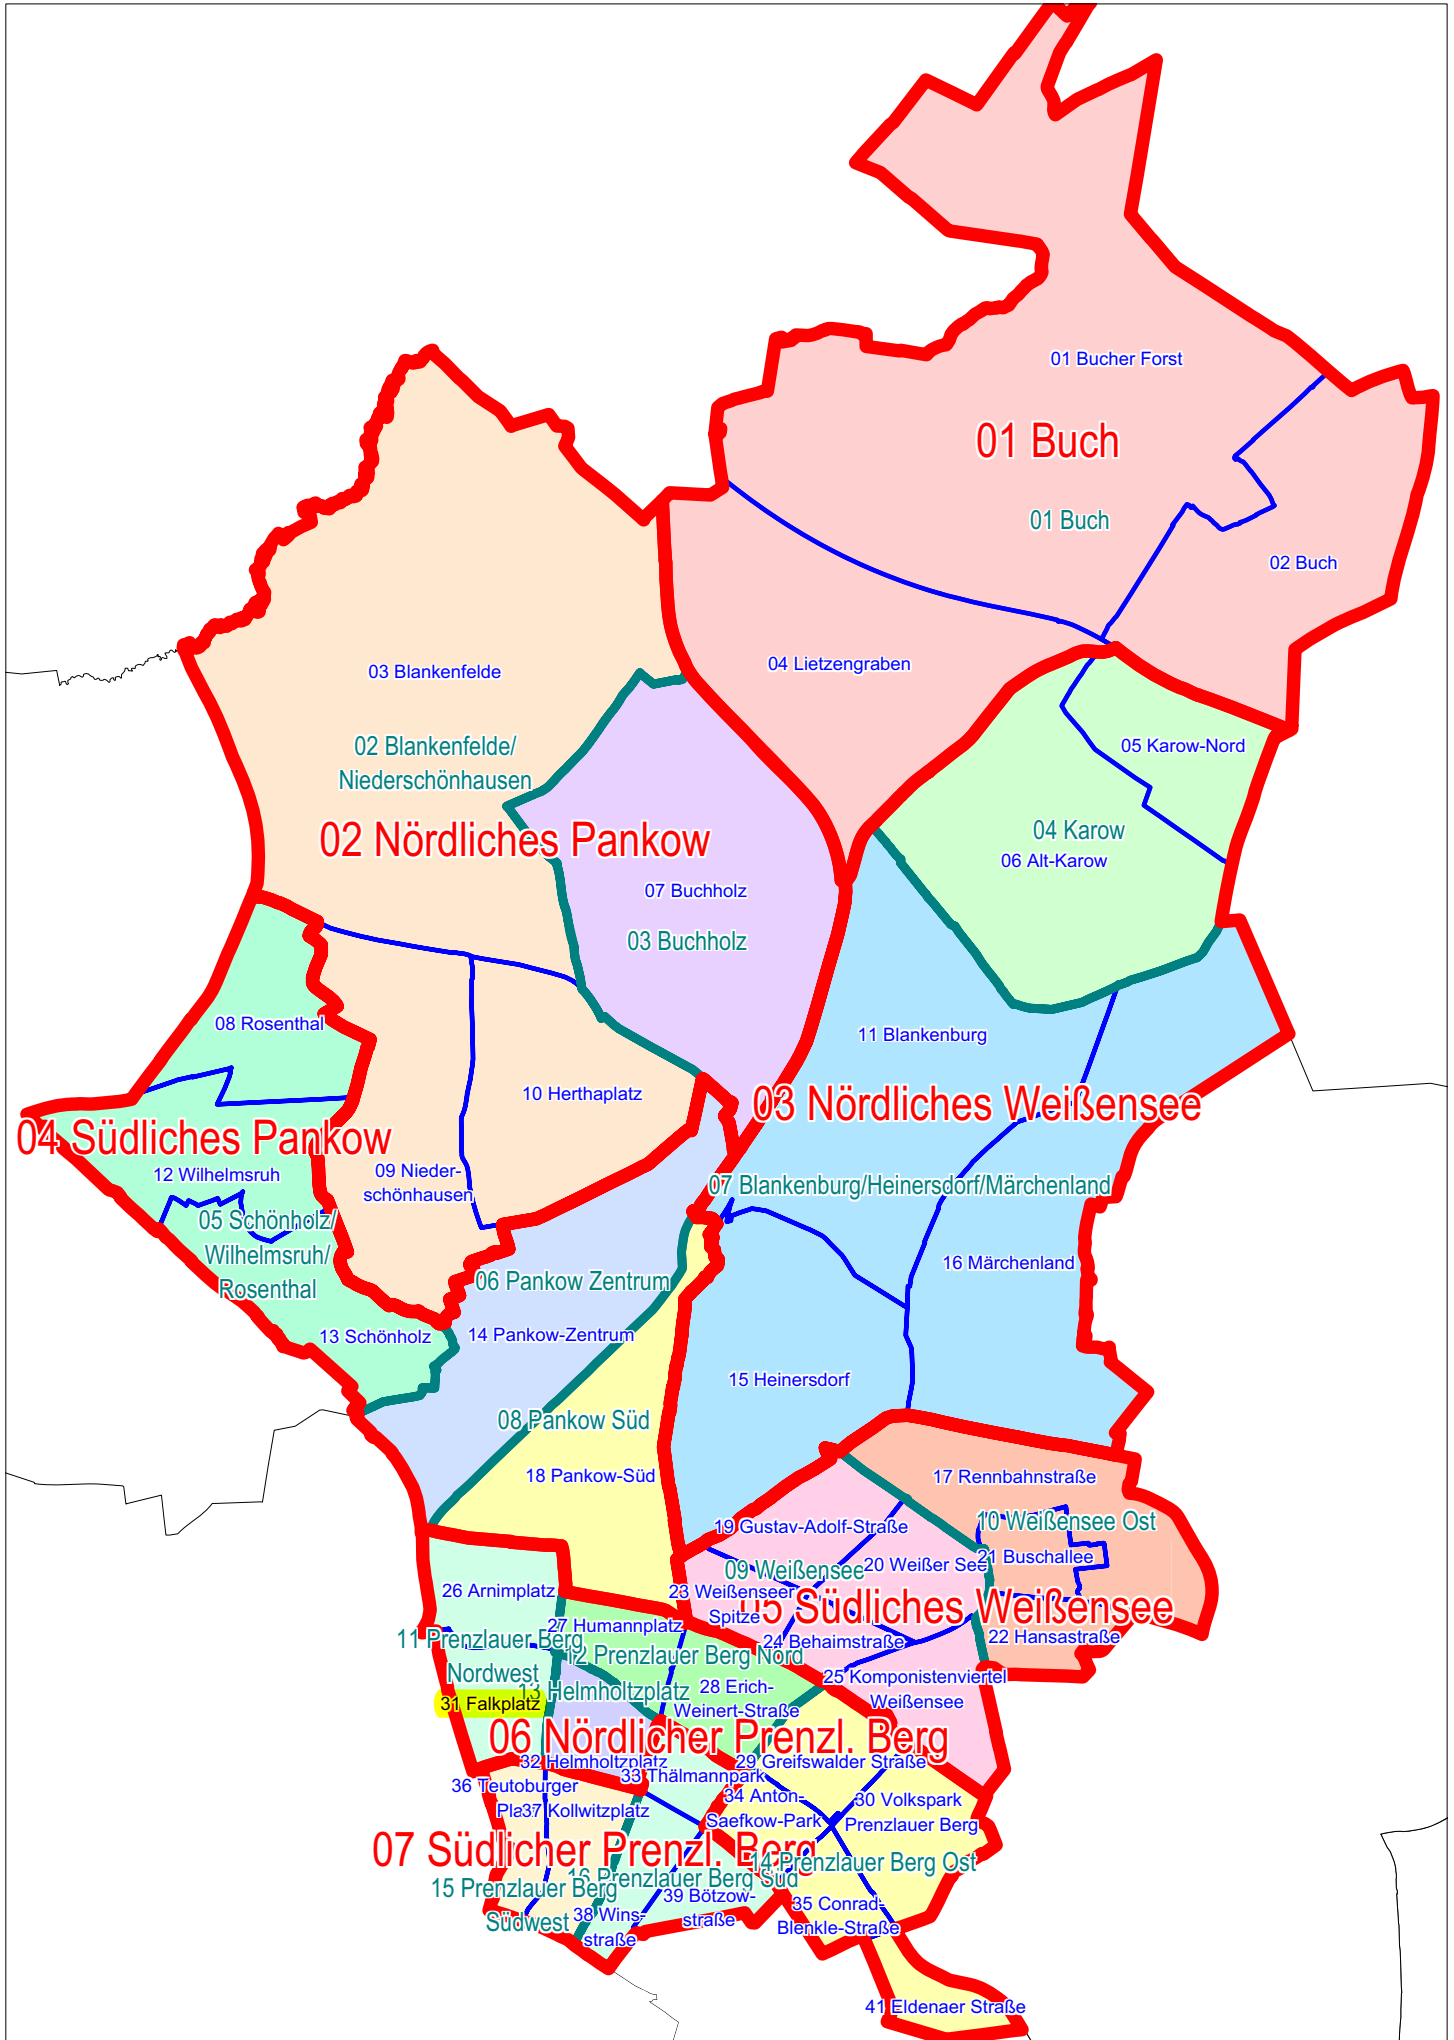 01 Bucher Forst
01 Buch
01 Buch
02 Buch
04 Lietzengraben
03 Blankenfelde
02 Blankenfelde/
Niederschönhausen
02 Nördliches Pankow
05 Karow-Nord
04 Karow
06 Alt-Karow
07 Buchholz
03 Buchholz
08 Rosenthal
11 Blankenburg
10 Herthaplatz
03 Nördliches Weißensee
04 Südliches Pankow
12 Wilhelmsruh
09 Nieder-
schönhausen
07 Blankenburg/Heinersdorf/Märchenland
05 Schönholz/
Wilhelmsruh/
Rosenthal
16 Märchenland
06 Pankow Zentrum
13 Schönholz
14 Pankow-Zentrum
15 Heinersdorf
08 Pankow Süd
18 Pankow-Süd
17 Rennbahnstraße
19 Gustav-Adolf-Straße
10 Weißensee Ost
09 Weißensee
20 Weißer See
21 Buschallee
26 Arnimplatz
23 Weißenseer
Spitze
05 Südliches Weißensee
27 Humannplatz
11 Prenzlauer Berg
Nordwest
24 Behaimstraße
22 Hansastraße
12 Prenzlauer Berg Nord
25 Komponistenviertel
Weißensee
13 Helmholtzplatz
28 Erich-
Weinert-Straße
31 Falkplatz
06 Nördlicher Prenzl. Berg
32 Helmholtzplatz
29 Greifswalder Straße
33 Thälmannpark
36 Teutoburger
Platz
37 Kollwitzplatz
34 Anton-
Saefkow-Park
30 Volkspark
Prenzlauer Berg
07 Südlicher Prenzl. Berg
14 Prenzlauer Berg Ost
16 Prenzlauer Berg Süd
15 Prenzlauer Berg
Südwest
39 Bötzow-
straße
38 Wins-
straße
35 Conrad-
Blenkle-Straße
41 Eldenaer Straße